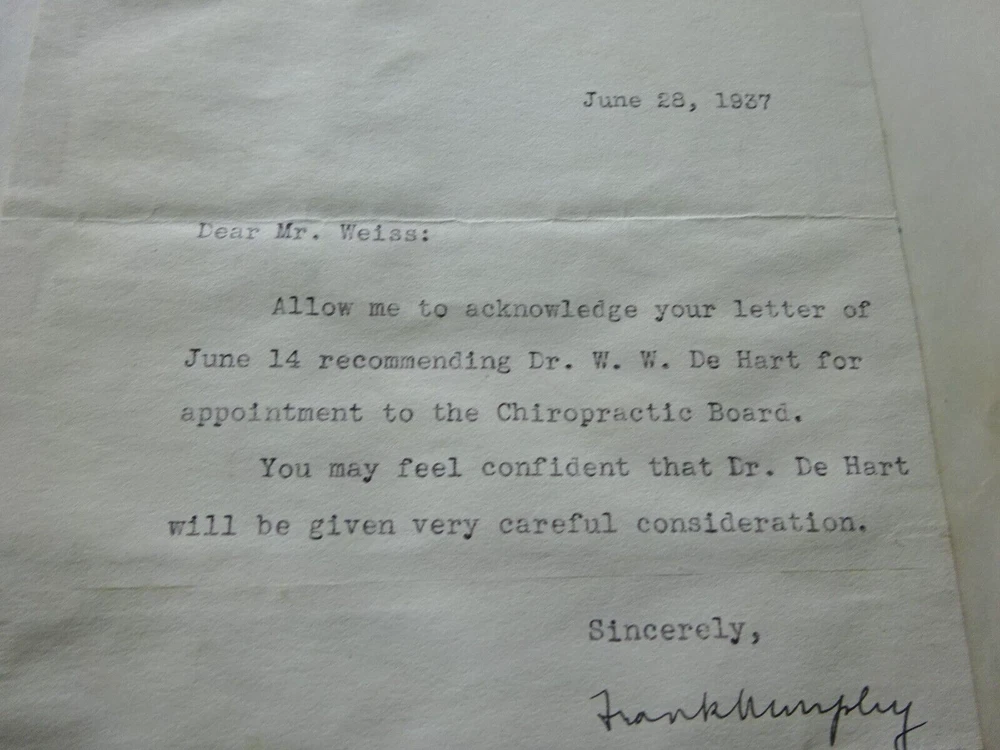 June 28, 1937
Dear Mr. Weiss:
Allow me to acknowledge your letter of
June 14 recommending Dr. W. W. De Hart for
appointment to the Chiropractic Board.
You may feel confident that Dr. De Hart
will be given very careful consideration.
Sincerely,
Frank Murphy